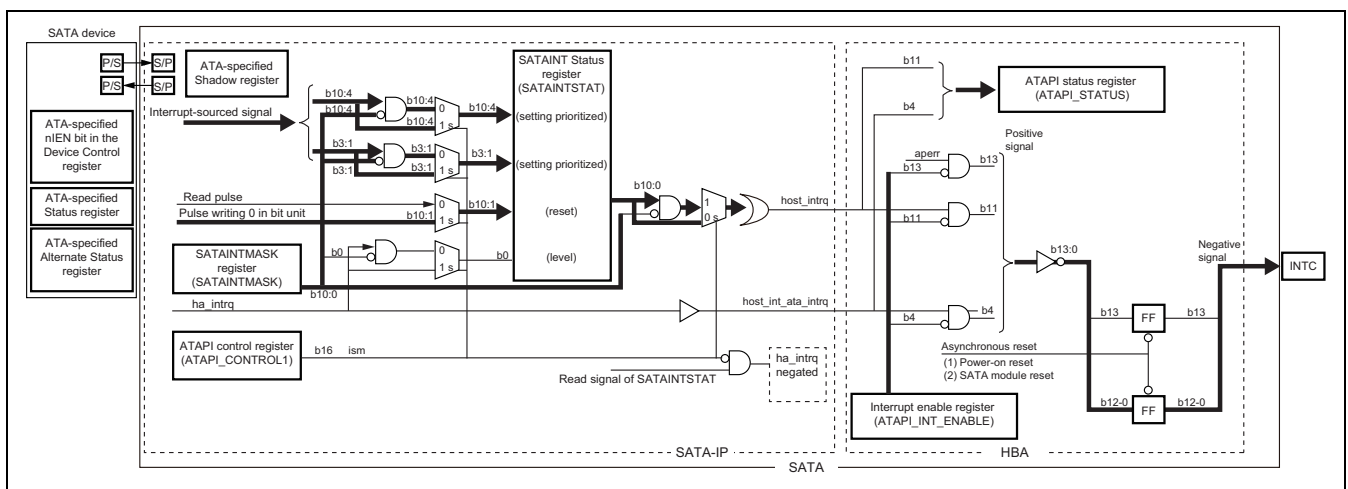 SATA device
P/S
S/P
P/S
S/P
ATA-specified
nIEN bit in the
Device Control
register
ATA-specified
Status register
ATA-specified
Alternate Status
register
ATA-specified
Shadow register
Interrupt-sourced signal
b10:4
b10:4
b10:4
b10:4
0
1 s
b10:4
b3:1
b3:1
b3:1
b3:1
0
1 s
b3:1
Read pulse
Pulse writing 0 in bit unit
b10:1
0
1 s
b10:1
SATAINTMASK
register
(SATAINTMASK)
b0
0
1 s
b0
b10:0
SATAINT Status
register
(SATAINTSTAT)
(setting prioritized)
(setting prioritized)
(reset)
(level)
b10:0
1
0 s
host_intrq
ha_intrq
host_int_ata_intrq
ATAPI control register
(ATAPI_CONTROL1)
b16
ism
Read signal of SATAINTSTAT
ha_intrq
negated
SATA-IP
b11
b4
ATAPI status register
(ATAPI_STATUS)
Positive
signal
aperr
b13
b13
b11
b11
b4
b4
b13:0
Negative
signal
INTC
b13
FF
b13
Asynchronous reset
(1) Power-on reset
(2) SATA module reset
b12-0
FF
b12-0
Interrupt enable register
(ATAPI_INT_ENABLE)
HBA
SATA